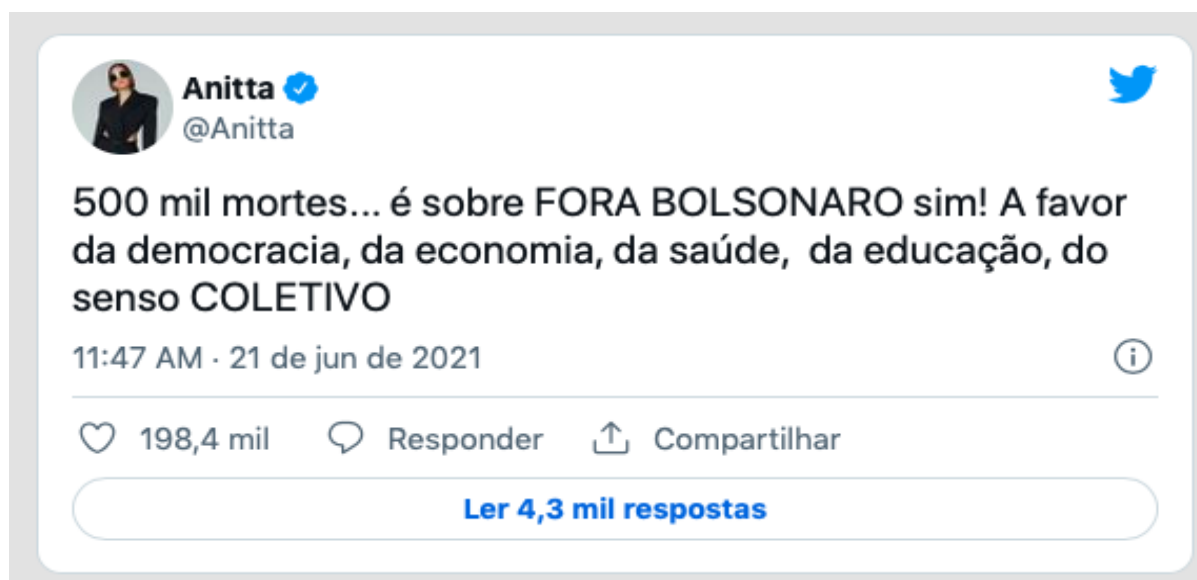 Anitta
@Anitta
500 mil mortes... é sobre FORA BOLSONARO sim! A favor
da democracia, da economia, da saúde,  da educação, do
senso COLETIVO
11:47 AM · 21 de jun de 2021
198,4 mil Responder Compartilhar
Ler 4,3 mil respostas